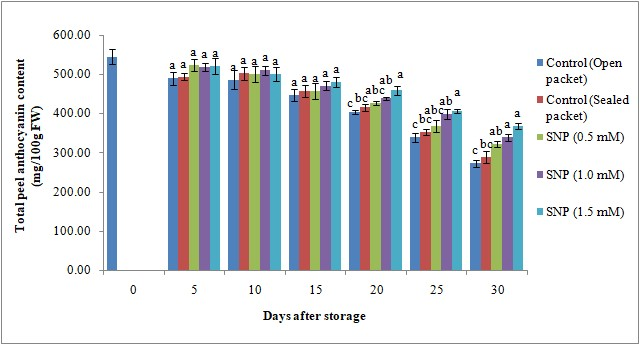 Total peel anthocyanin content
(mg/100g FW)
600.00
500.00
400.00
300.00
200.00
100.00
0.00
a a a a a
a a a a a
a a a a a
c bc abc ab a
c bc abc ab a
c bc ab a a
0 5 10 15 20 25 30
Days after storage
Control (Open
packet)
Control (Sealed
packet)
SNP (0.5 mM)
SNP (1.0 mM)
SNP (1.5 mM)